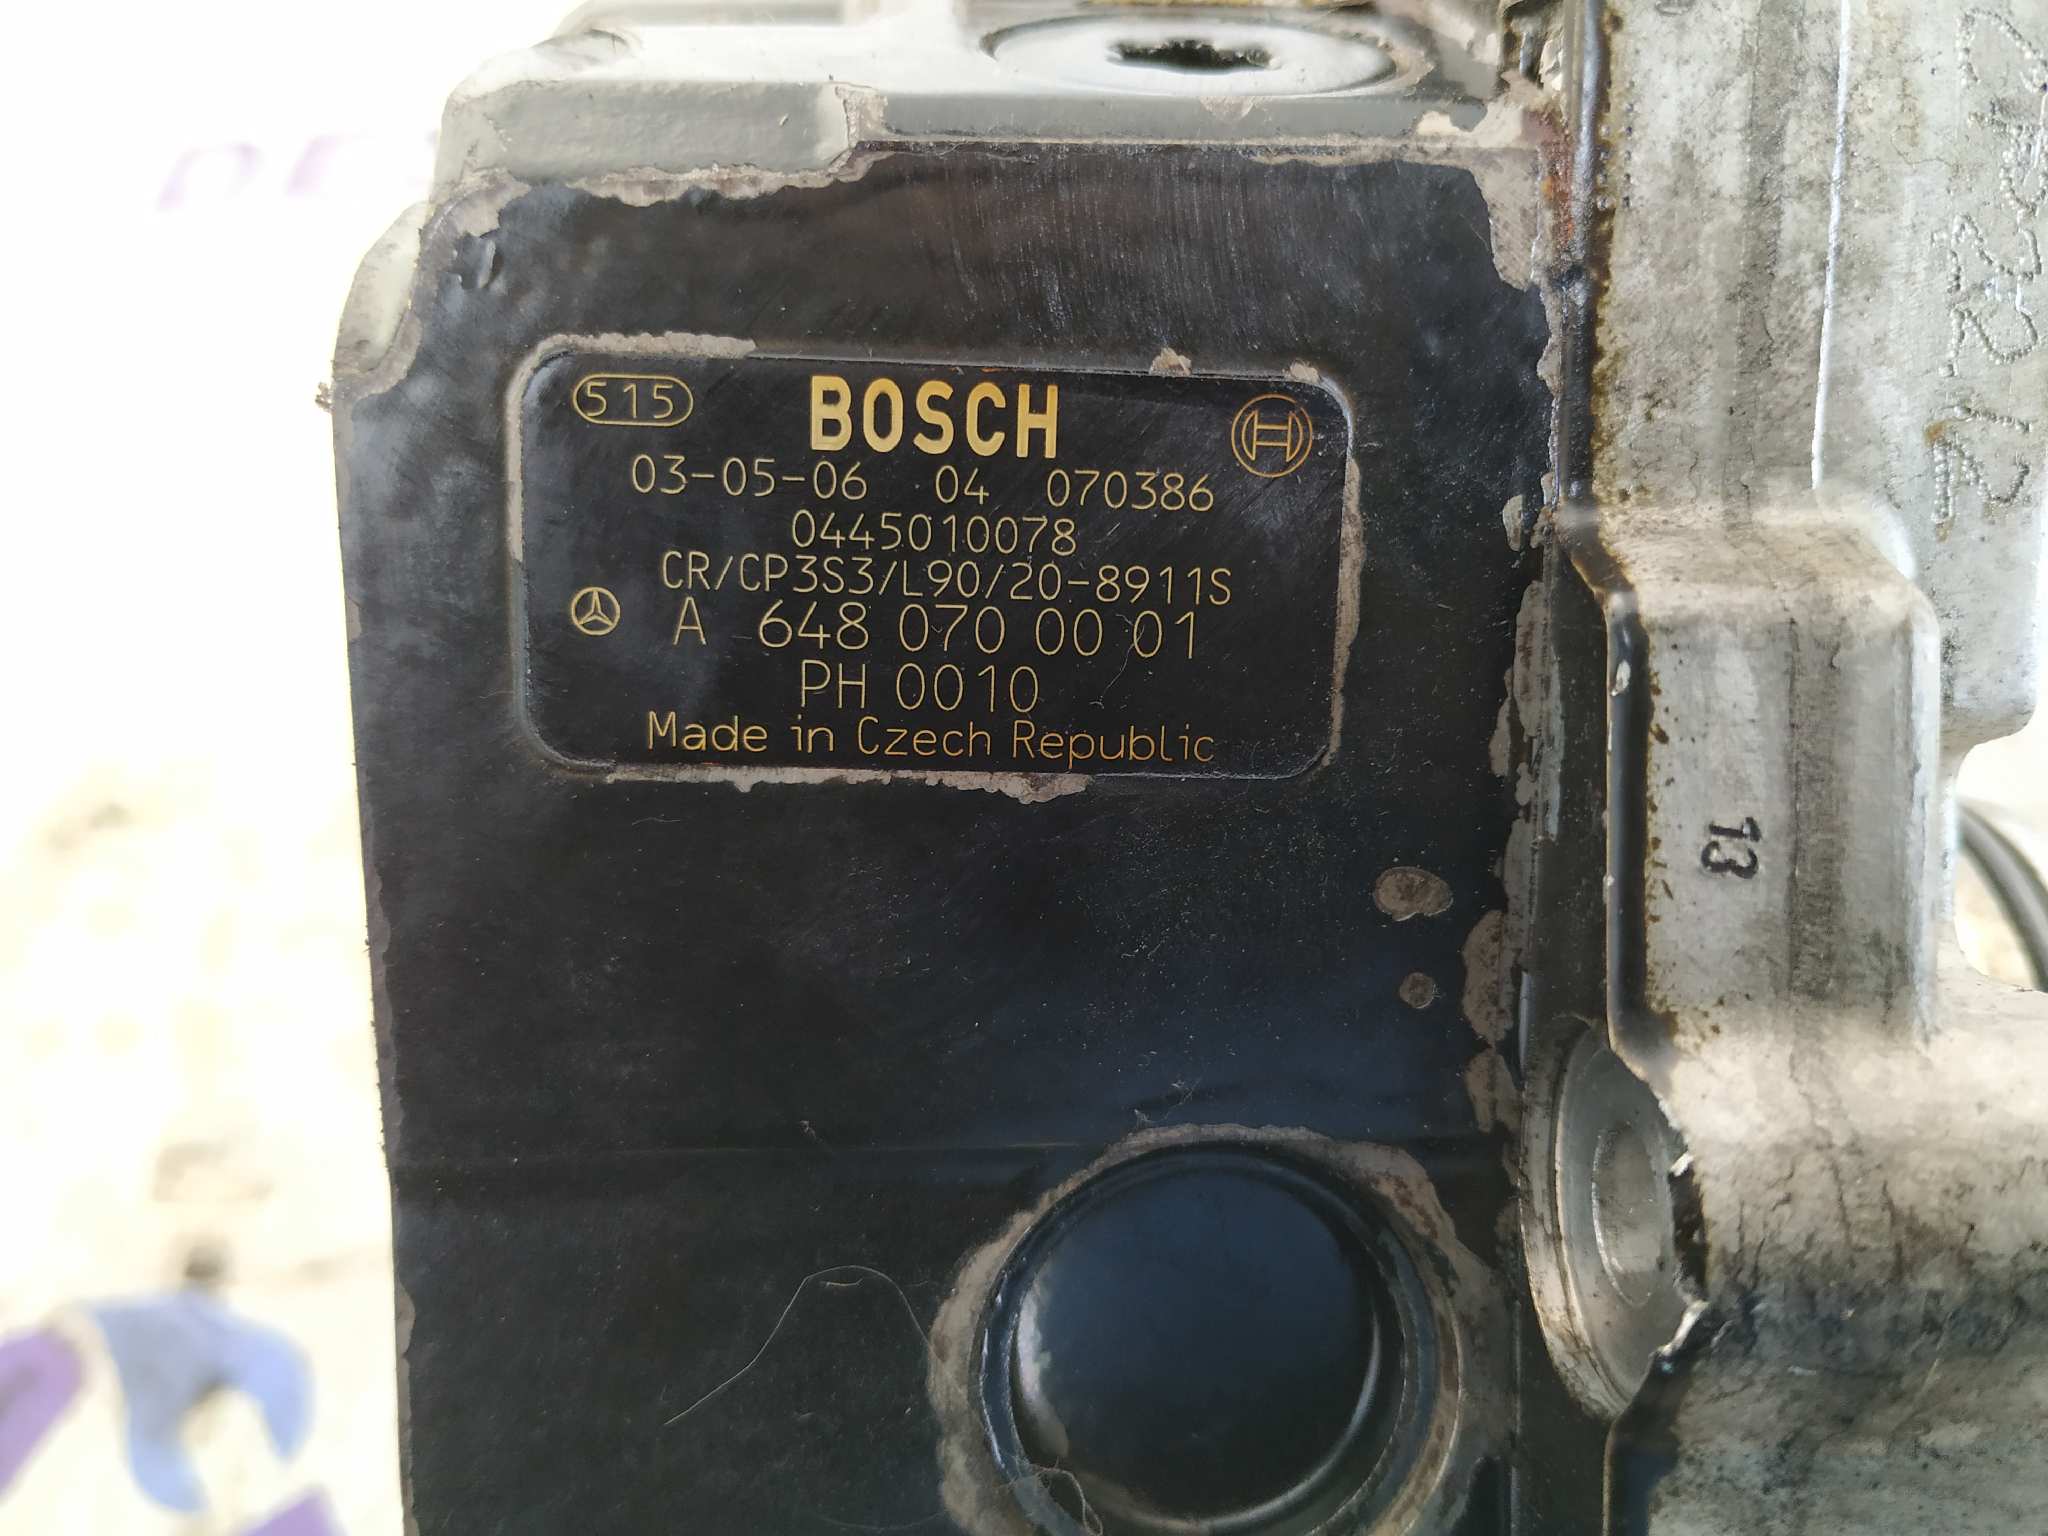 515
BOSCH
03-05-06 04 070386
0445010078
CR/CP3S3/L90/20-8911S
A 648 070 00 01
PH 0010
Made in Czech Republic
13